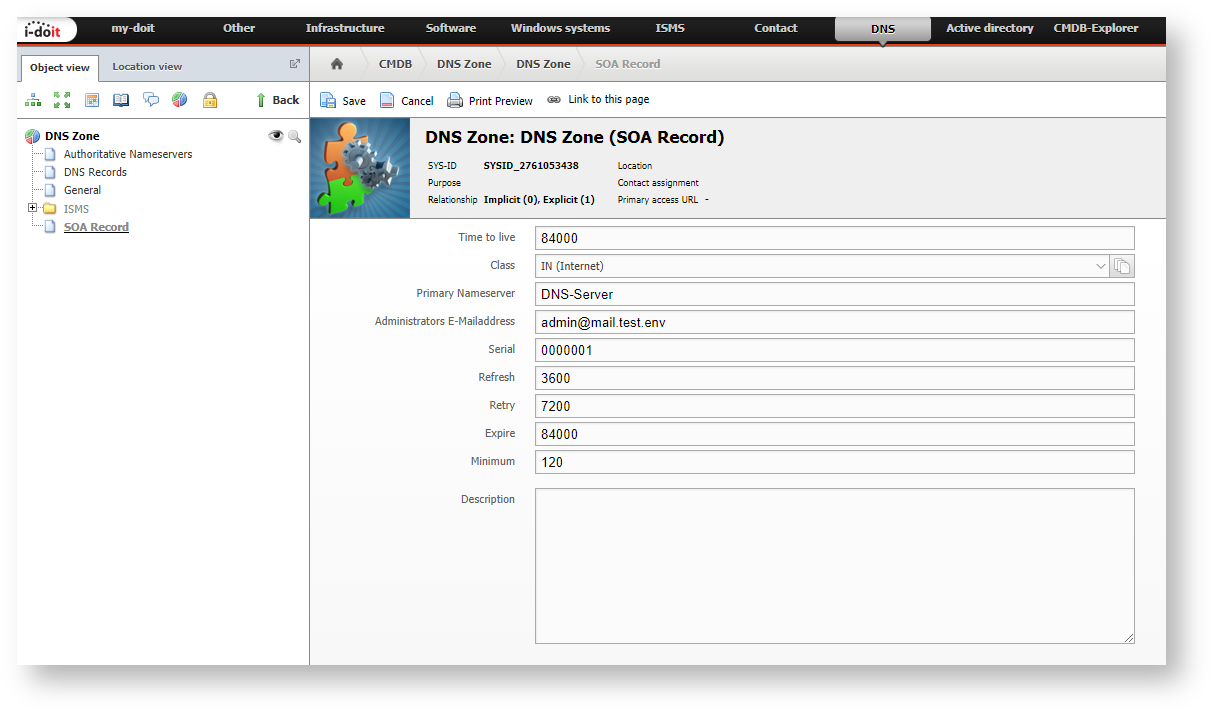 i-doit my-doit Other Infrastructure Software Windows systems ISMS Contact DNS Active directory CMDB-Explorer
Object view Location view
CMDB DNS Zone DNS Zone SOA Record
Back
Save Cancel Print Preview Link to this page
DNS Zone
Authoritative Nameservers
DNS Records
General
ISMS
SOA Record
DNS Zone: DNS Zone (SOA Record)
SYS-ID SYSID_2761053438 Location
Purpose Contact assignment
Relationship Implicit (0), Explicit (1) Primary access URL -
Time to live 84000
Class IN (Internet)
Primary Nameserver DNS-Server
Administrators E-Mailaddress admin@mail.test.env
Serial 0000001
Refresh 3600
Retry 7200
Expire 84000
Minimum 120
Description